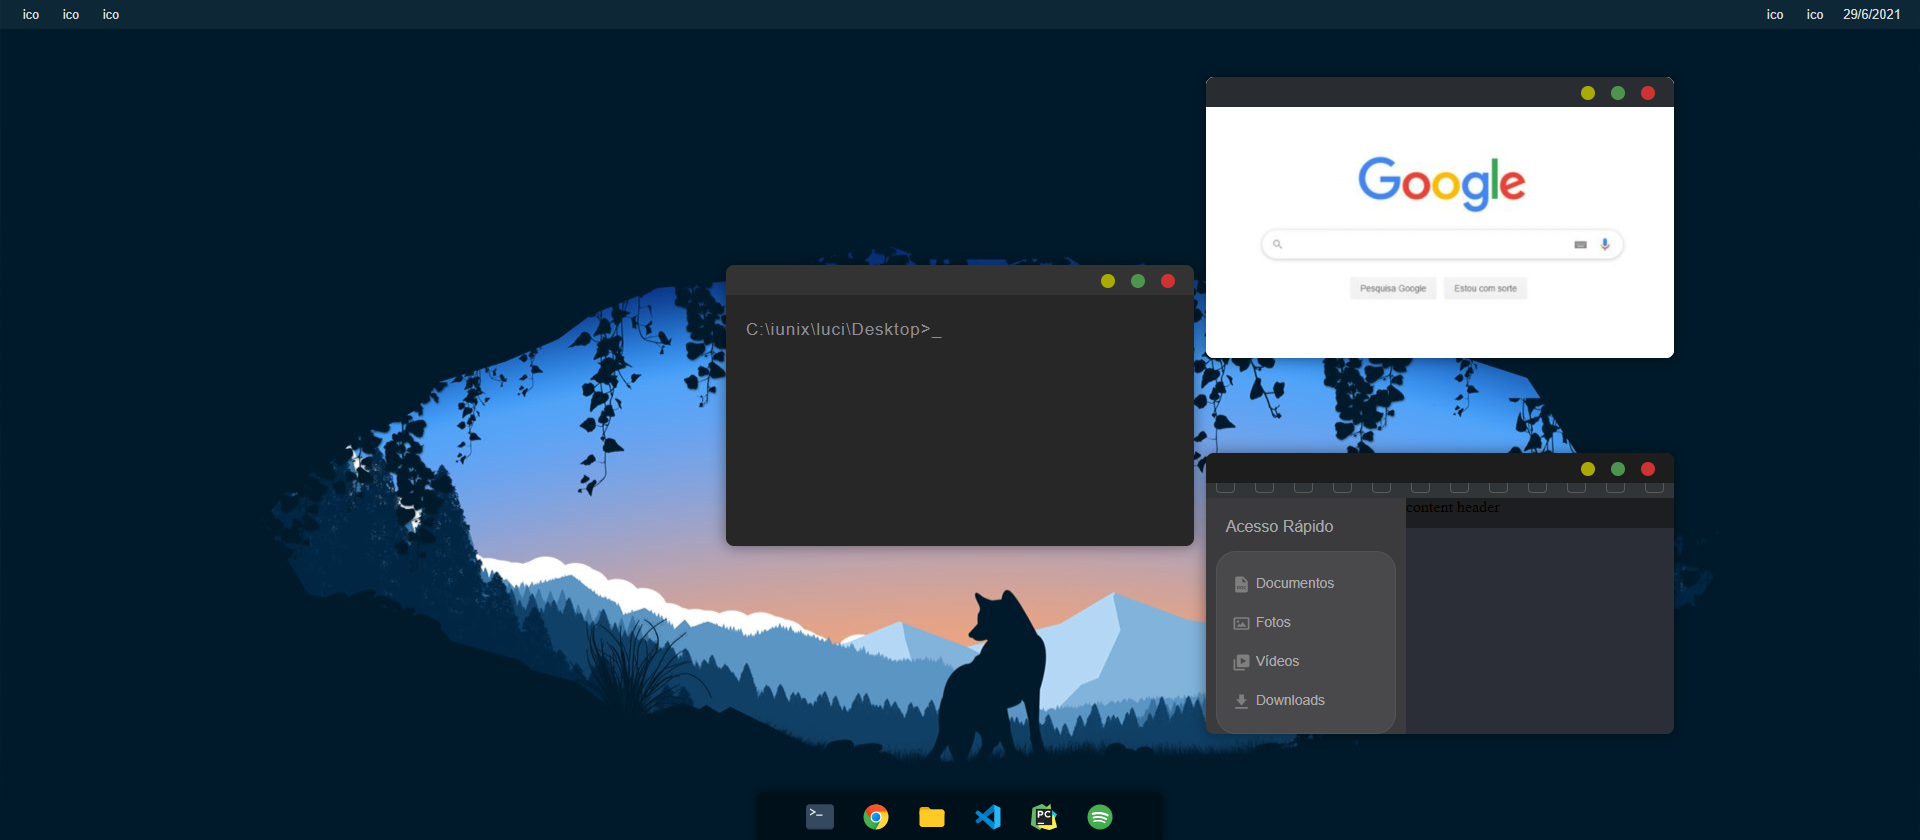 ico ico ico
ico ico 29/6/2021
Google
Pesquisa Google Estou com sorte
C:\iunix\luci\Desktop>_
content header
Acesso Rápido
Documentos
Fotos
Vídeos
Downloads
>_
PC